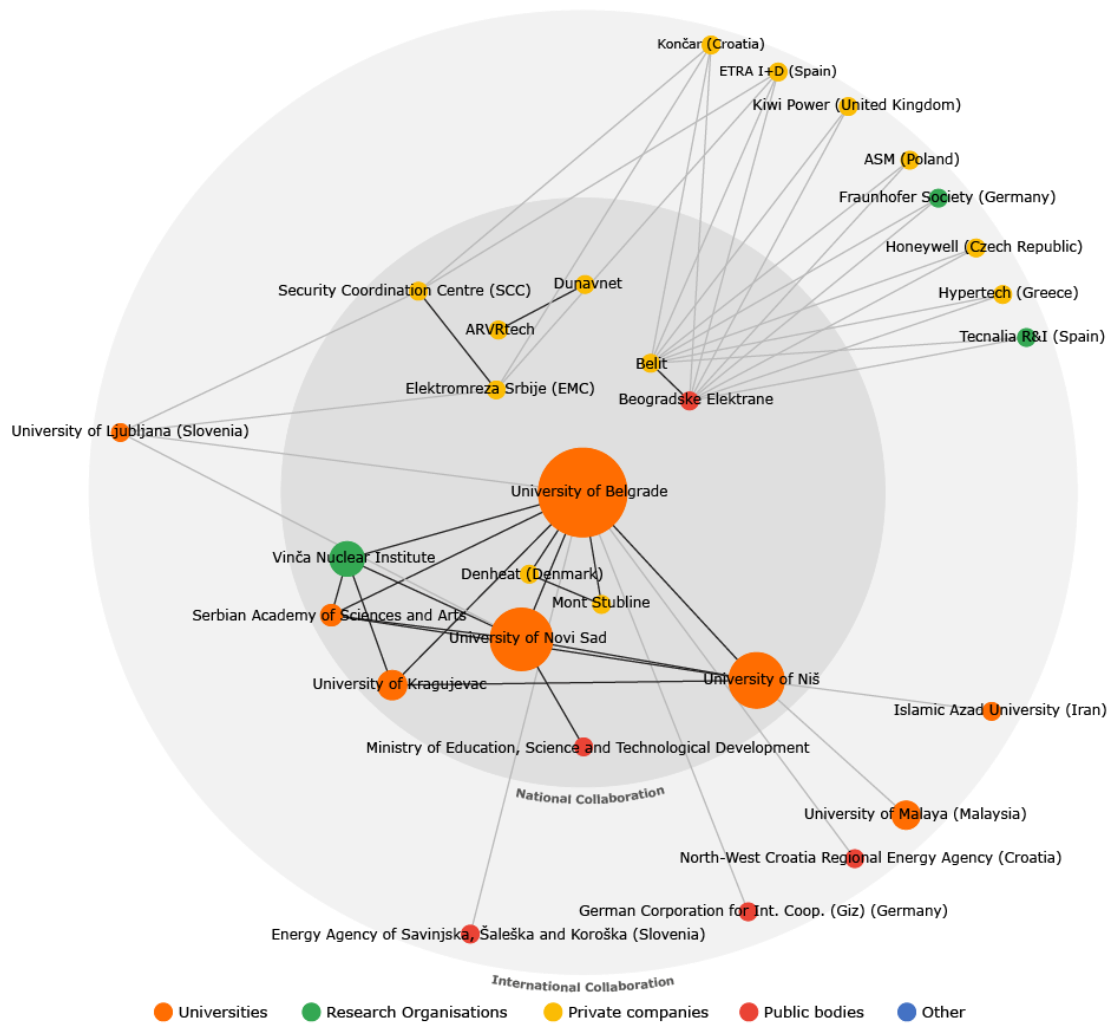 Končar (Croatia)
ETRA I+D (Spain)
Kiwi Power (United Kingdom)
ASM (Poland)
Fraunhofer Society (Germany)
Honeywell (Czech Republic)
Dunavnet
Security Coordination Centre (SCC)
Hypertech (Greece)
ARVRtech
Tecnalia R&I (Spain)
Belit
Elektromreza Srbije (EMC)
Beogradske Elektrane
University of Ljubljana (Slovenia)
University of Belgrade
Vinča Nuclear Institute
Denheat (Denmark)
Mont Stubline
Serbian Academy of Sciences and Arts
University of Novi Sad
University of Niš
University of Kragujevac
Islamic Azad University (Iran)
Ministry of Education, Science and Technological Development
National Collaboration
University of Malaya (Malaysia)
North-West Croatia Regional Energy Agency (Croatia)
German Corporation for Int. Coop. (Giz) (Germany)
Energy Agency of Savinjska, Šaleška and Koroška (Slovenia)
International Collaboration
Universities
Research Organisations
Private companies
Public bodies
Other